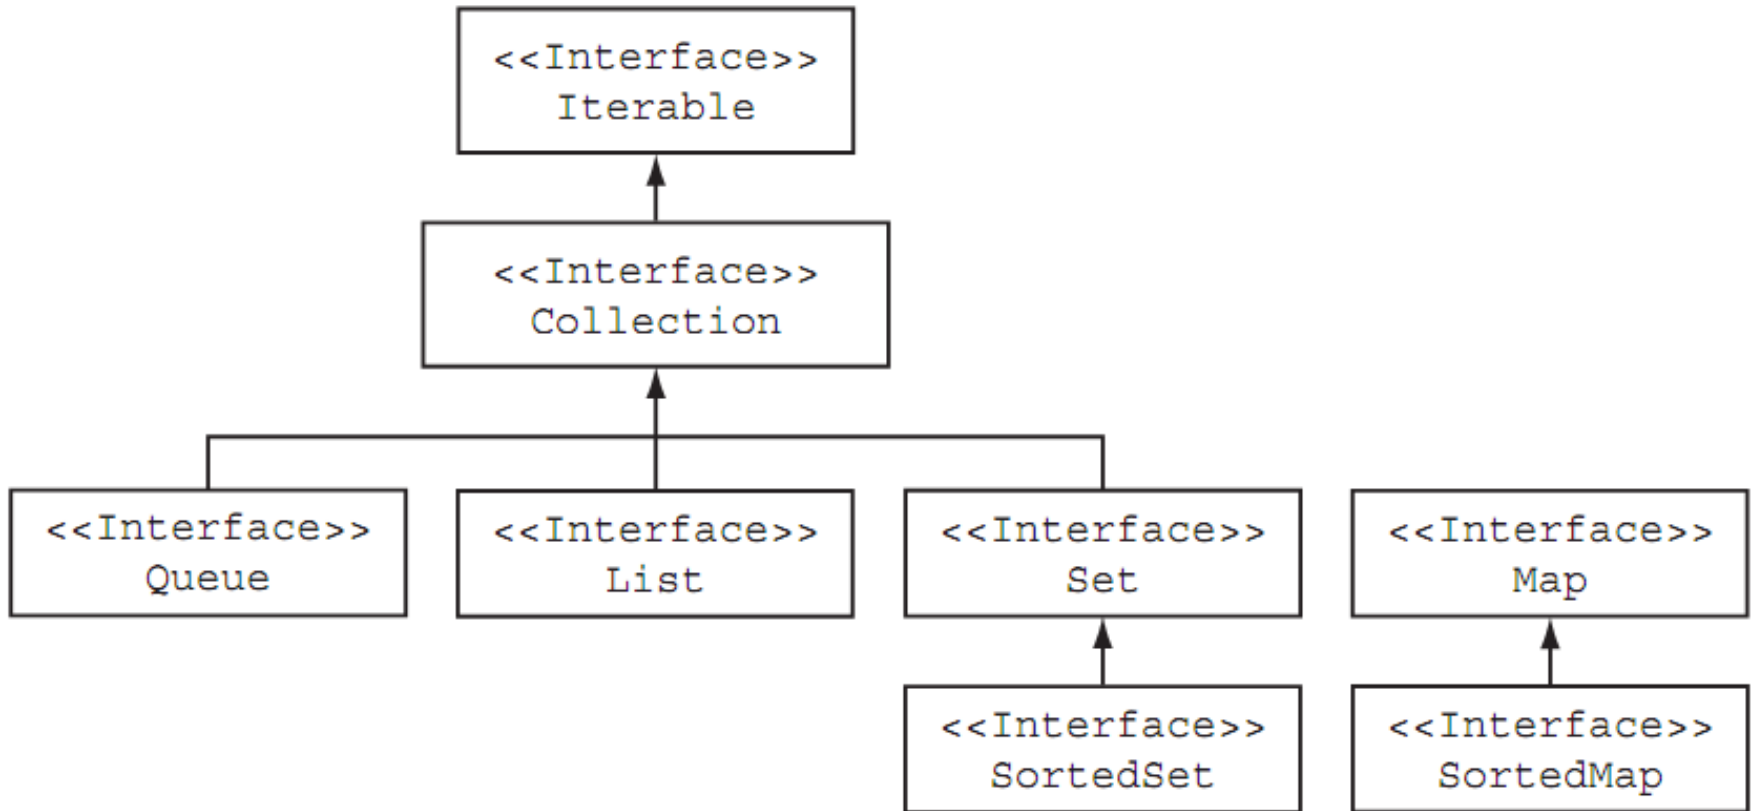 <<Interface>>
Iterable
<<Interface>>
Collection
<<Interface>>
Queue
<<Interface>>
List
<<Interface>>
Set
<<Interface>>
Map
<<Interface>>
SortedSet
<<Interface>>
SortedMap